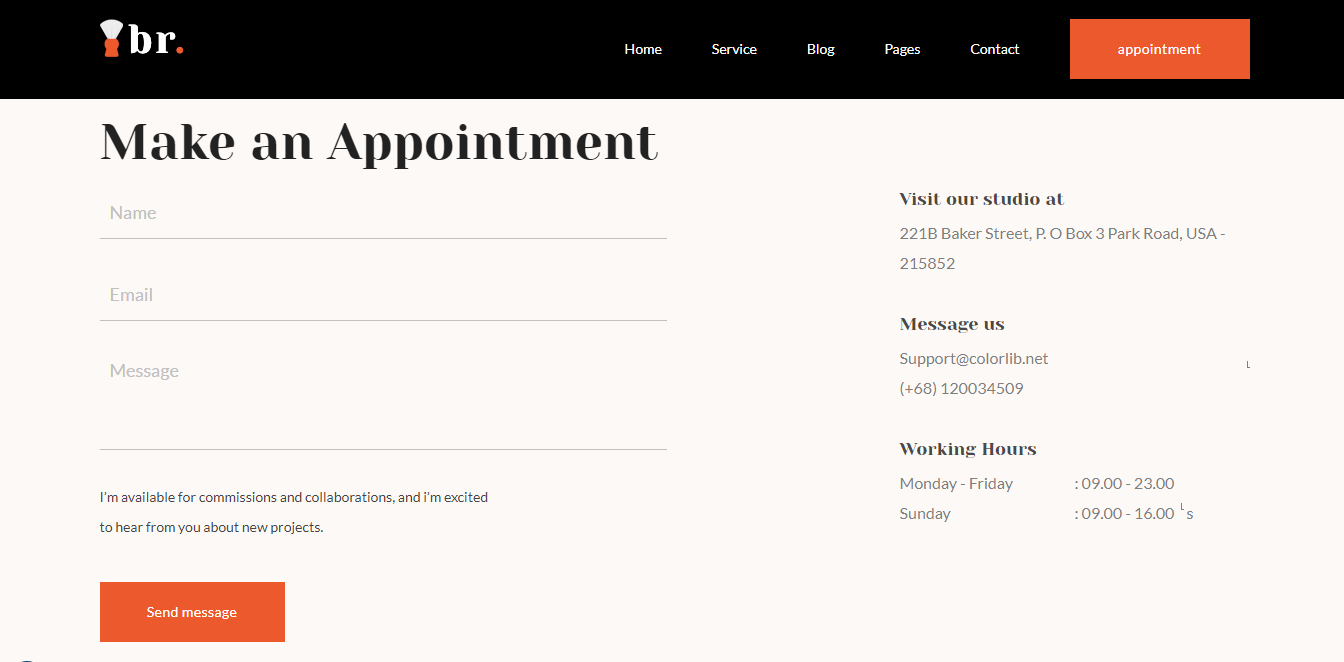 br.
Home
Service
Blog
Pages
Contact
appointment
Make an Appointment
Name
Email
Message
I'm available for commissions and collaborations, and i'm excited
to hear from you about new projects.
Send message
Visit our studio at
221B Baker Street, P. O Box 3 Park Road, USA -
215852
Message us
Support@colorlib.net
(+68) 120034509
Working Hours
Monday - Friday : 09.00 - 23.00
Sunday : 09.00 - 16.00 s